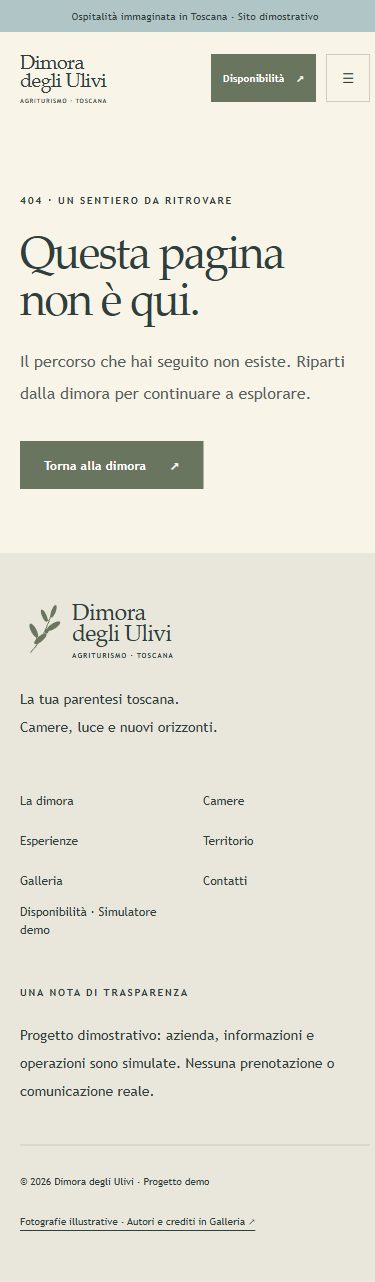 Ospitalità immaginata in Toscana · Sito dimostrativo
Dimora
degli Ulivi
AGRITURISMO · TOSCANA
Disponibilità ↗
☰
404 · UN SENTIERO DA RITROVARE
Questa pagina
non è qui.
Il percorso che hai seguito non esiste. Riparti
dalla dimora per continuare a esplorare.
Torna alla dimora ↗
Dimora
degli Ulivi
AGRITURISMO · TOSCANA
La tua parentesi toscana.
Camere, luce e nuovi orizzonti.
La dimora
Camere
Esperienze
Territorio
Galleria
Contatti
Disponibilità · Simulatore
demo
UNA NOTA DI TRASPARENZA
Progetto dimostrativo: azienda, informazioni e
operazioni sono simulate. Nessuna prenotazione o
comunicazione reale.
© 2026 Dimora degli Ulivi · Progetto demo
Fotografie illustrative · Autori e crediti in Galleria ↗